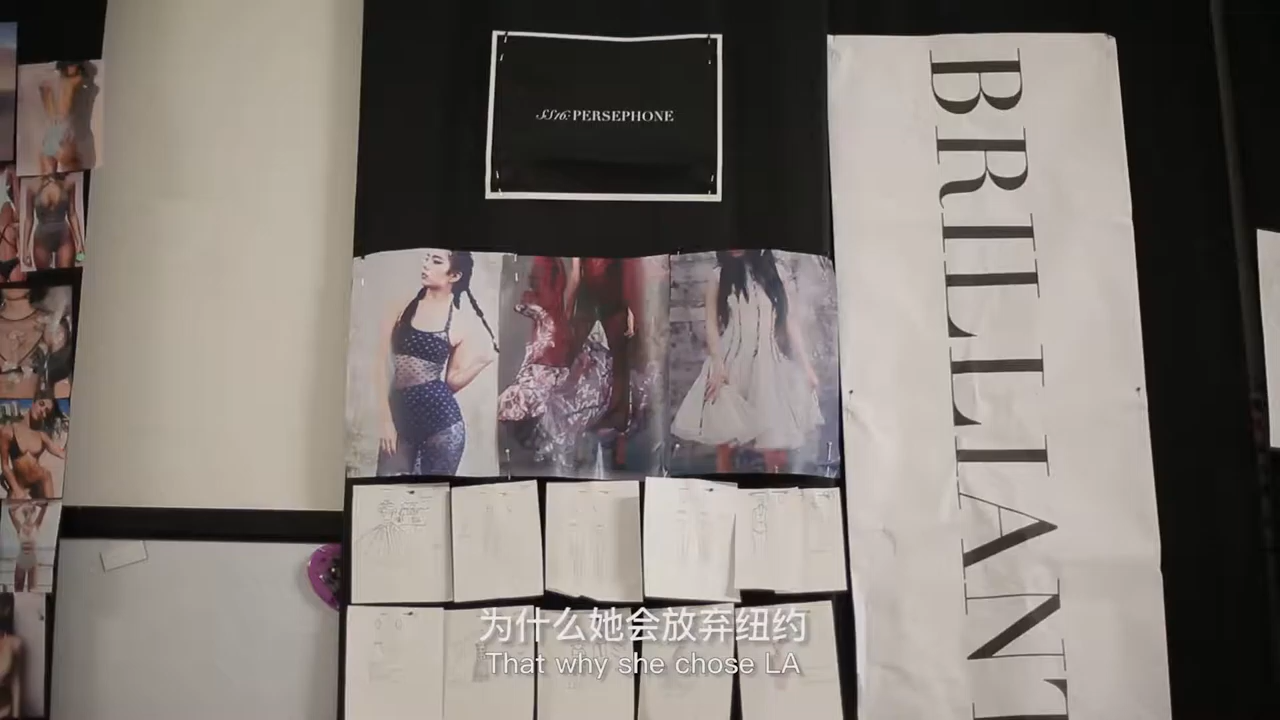 SS16: PERSEPHONE
BRILLIANT
为什么她会放弃纽约
That why she chose LA